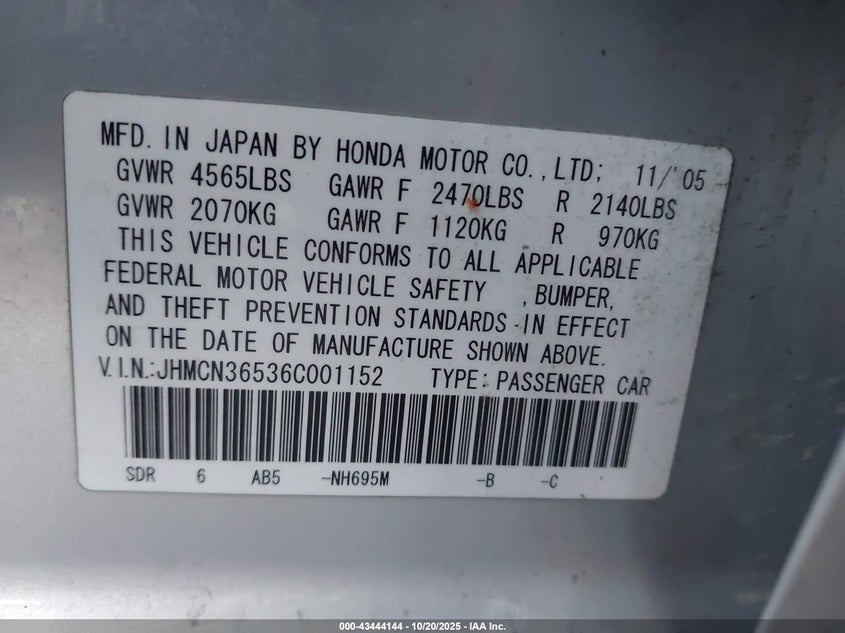 MFD. IN JAPAN BY HONDA MOTOR CO., LTD; 11/'05
GVWR 4565LBS GAWR F 2470LBS R 2140LBS
GVWR 2070KG GAWR F 1120KG R 970KG
THIS VEHICLE CONFORMS TO ALL APPLICABLE
FEDERAL MOTOR VEHICLE SAFETY , BUMPER,
AND THEFT PREVENTION STANDARDS IN EFFECT
ON THE DATE OF MANUFACTURE SHOWN ABOVE.
V.I.N.:JHMCN36536C001152 TYPE: PASSENGER CAR
SDR 6 AB5 -NH695M -B -C
000-43444144 - 10/20/2025 - IAA Inc.